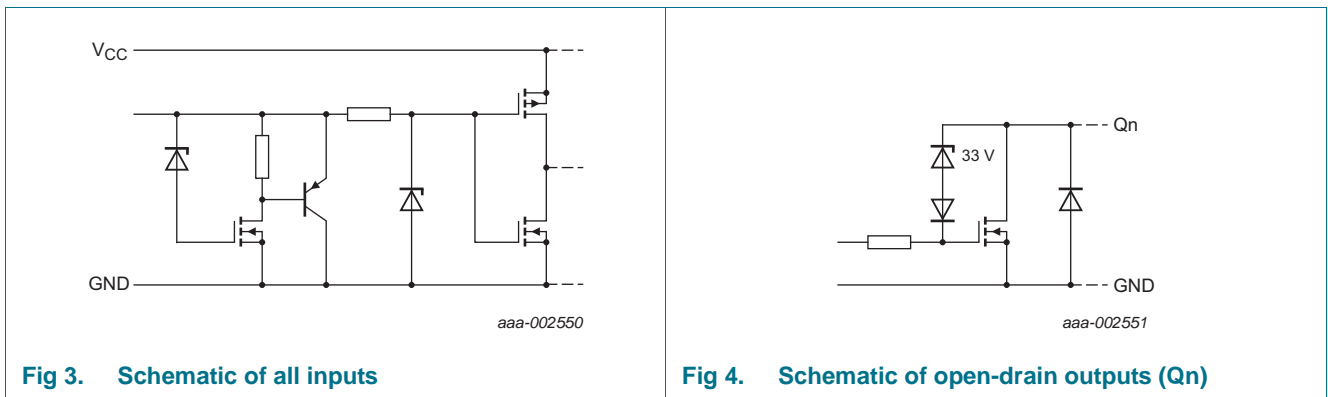 V_CC
GND
aaa-002550
Fig 3. Schematic of all inputs
Qn
33 V
GND
aaa-002551
Fig 4. Schematic of open-drain outputs (Qn)